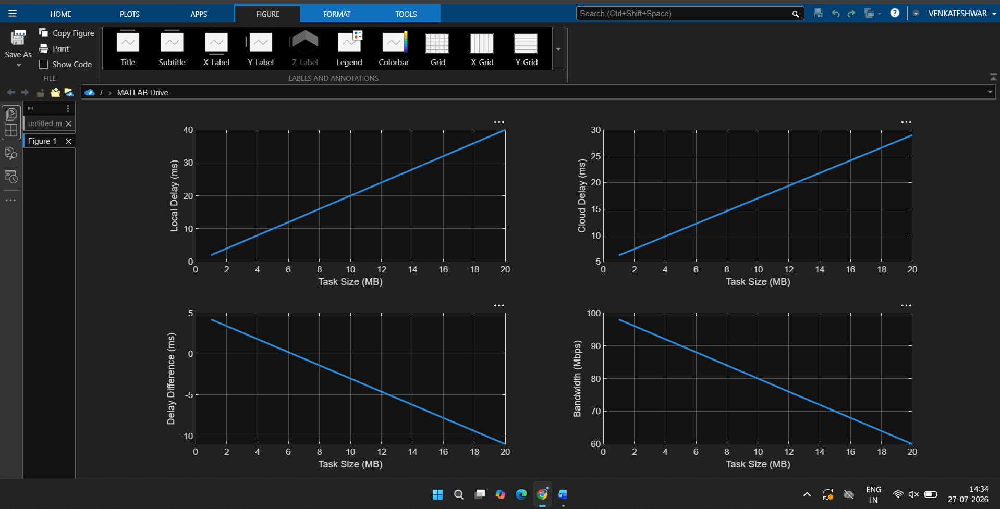 HOME PLOTS APPS FIGURE FORMAT TOOLS Search (Ctrl+Shift+Space) ? VENKATESHWAR
Save As
Copy Figure
Print
Show Code
FILE
Title Subtitle X-Label Y-Label Z-Label Legend Colorbar Grid X-Grid Y-Grid
LABELS AND ANNOTATIONS
/ › MATLAB Drive
untitled.m
Figure 1
Local Delay (ms)
40
30
20
10
0
0 2 4 6 8 10 12 14 16 18 20
Task Size (MB)
Cloud Delay (ms)
30
25
20
15
10
5
0 2 4 6 8 10 12 14 16 18 20
Task Size (MB)
Delay Difference (ms)
5
0
-5
-10
0 2 4 6 8 10 12 14 16 18 20
Task Size (MB)
Bandwidth (Mbps)
100
90
80
70
60
0 2 4 6 8 10 12 14 16 18 20
Task Size (MB)
ENG
IN
14:34
27-07-2026